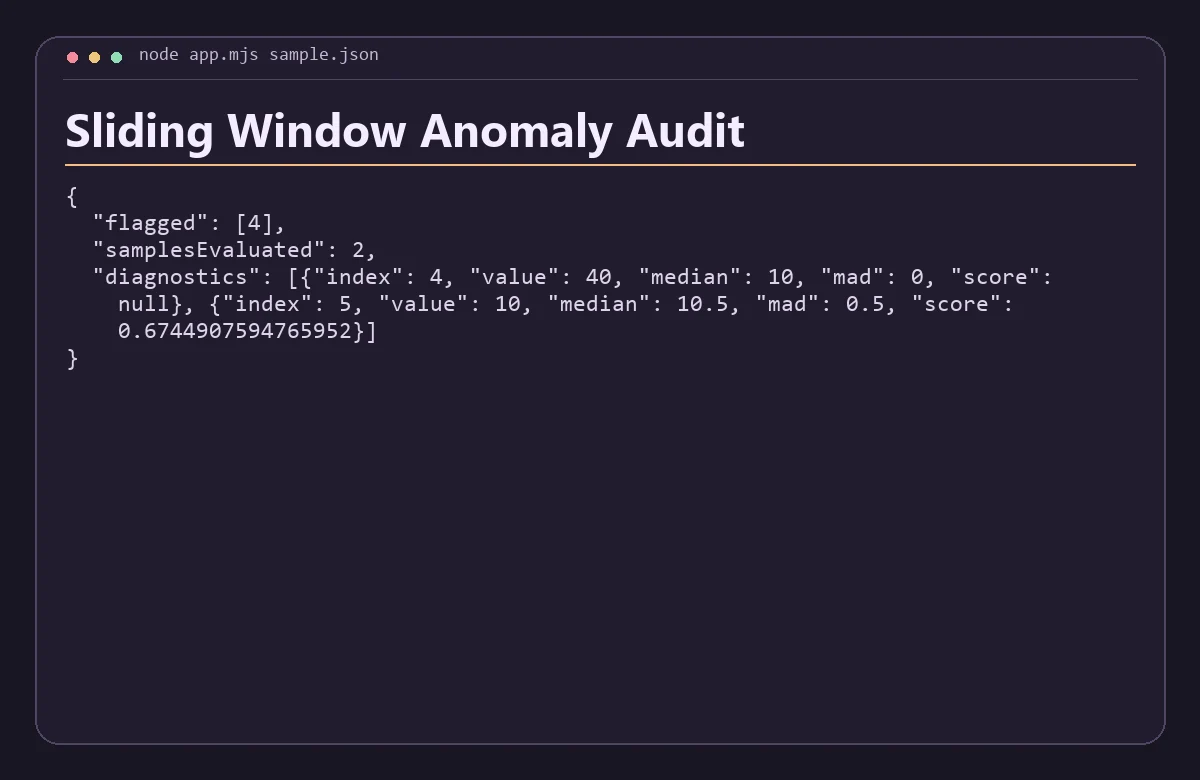 node app.mjs sample.json
Sliding Window Anomaly Audit
{
  "flagged": [4],
  "samplesEvaluated": 2,
  "diagnostics": [{"index": 4, "value": 40, "median": 10, "mad": 0, "score":
    null}, {"index": 5, "value": 10, "median": 10.5, "mad": 0.5, "score":
    0.6744907594765952}]
}